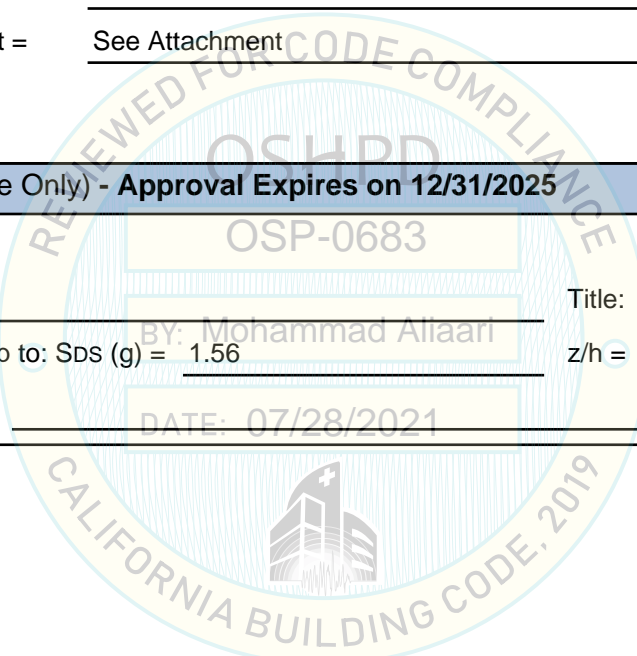 t = See Attachment
REVIEWED FOR CODE COMPLIANCE
OSHPD
e Only) - Approval Expires on 12/31/2025
OSP-0683
Title:
BY: Mohammad Aliaari
o to: SDS (g) = 1.56 z/h =
DATE: 07/28/2021
CALIFORNIA BUILDING CODE, 2019